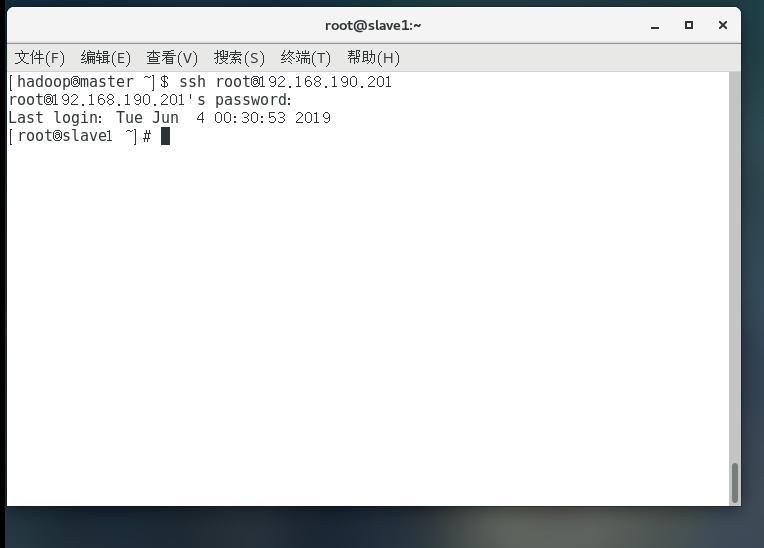 root@slave1:~
文件(F) 编辑(E) 查看(V) 搜索(S) 终端(T) 帮助(H)
[hadoop@master ~]$ ssh root@192.168.190.201
root@192.168.190.201's password:
Last login: Tue Jun  4 00:30:53 2019
[root@slave1 ~]#